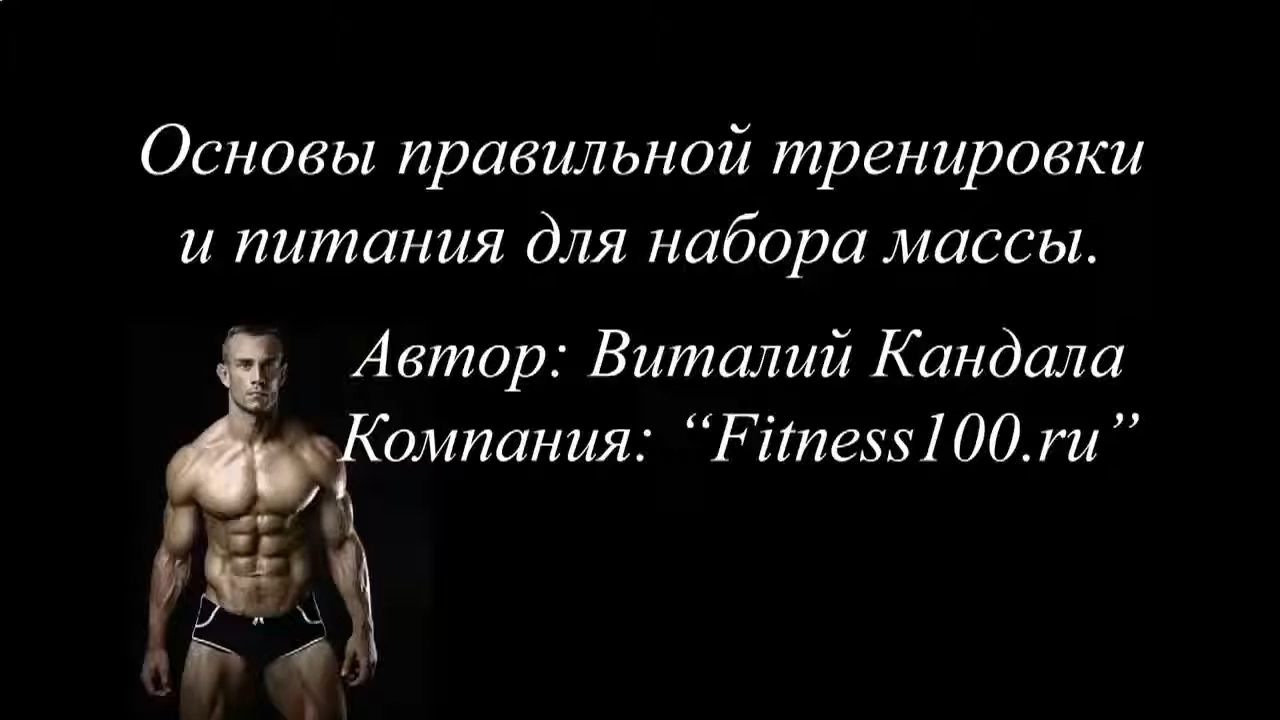 Основы правильной тренировки
и питания для набора массы.
Автор: Виталий Кандала
Компания: “Fitness100.ru”